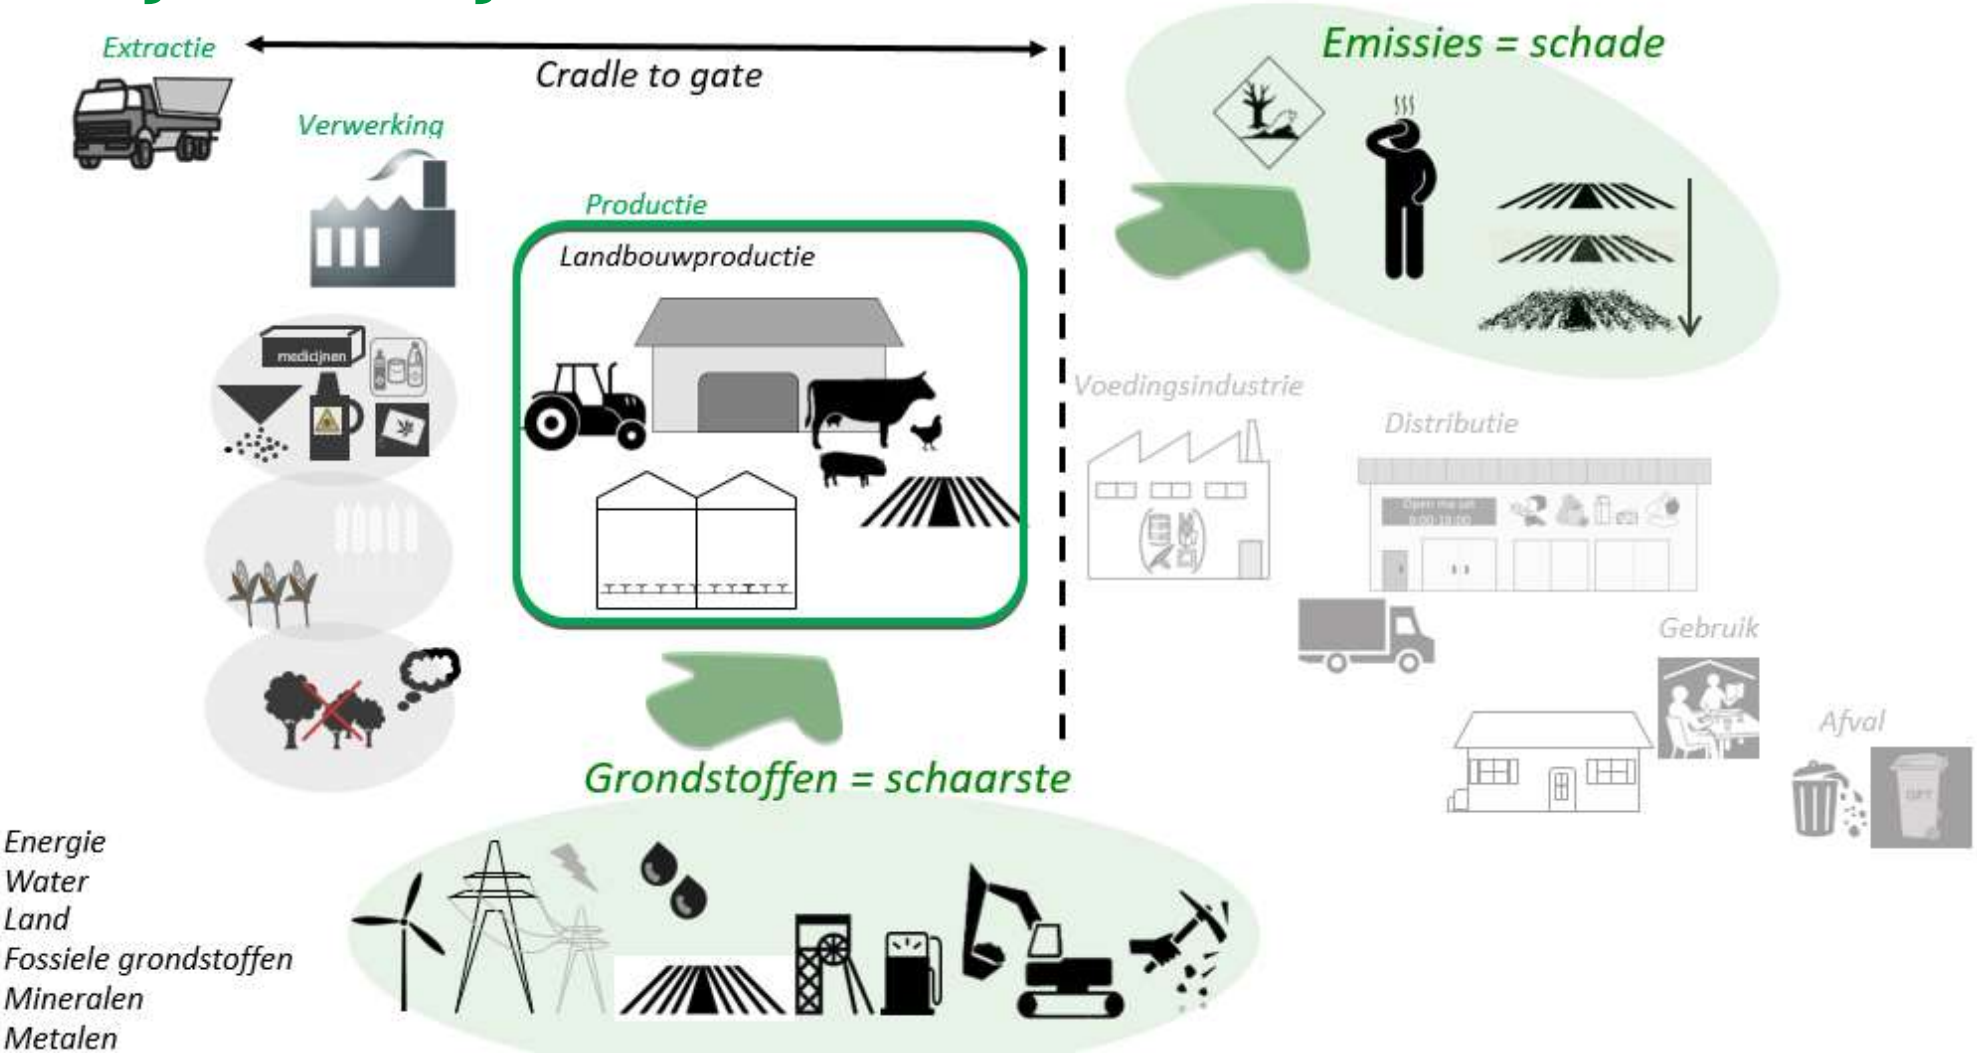 Extractie
Cradle to gate
Emissies = schade
Verwerking
Productie
Landbouwproductie
medicijnen
Voedingsindustrie
Distributie
Gebruik
Afval
Grondstoffen = schaarste
Energie
Water
Land
Fossiele grondstoffen
Mineralen
Metalen